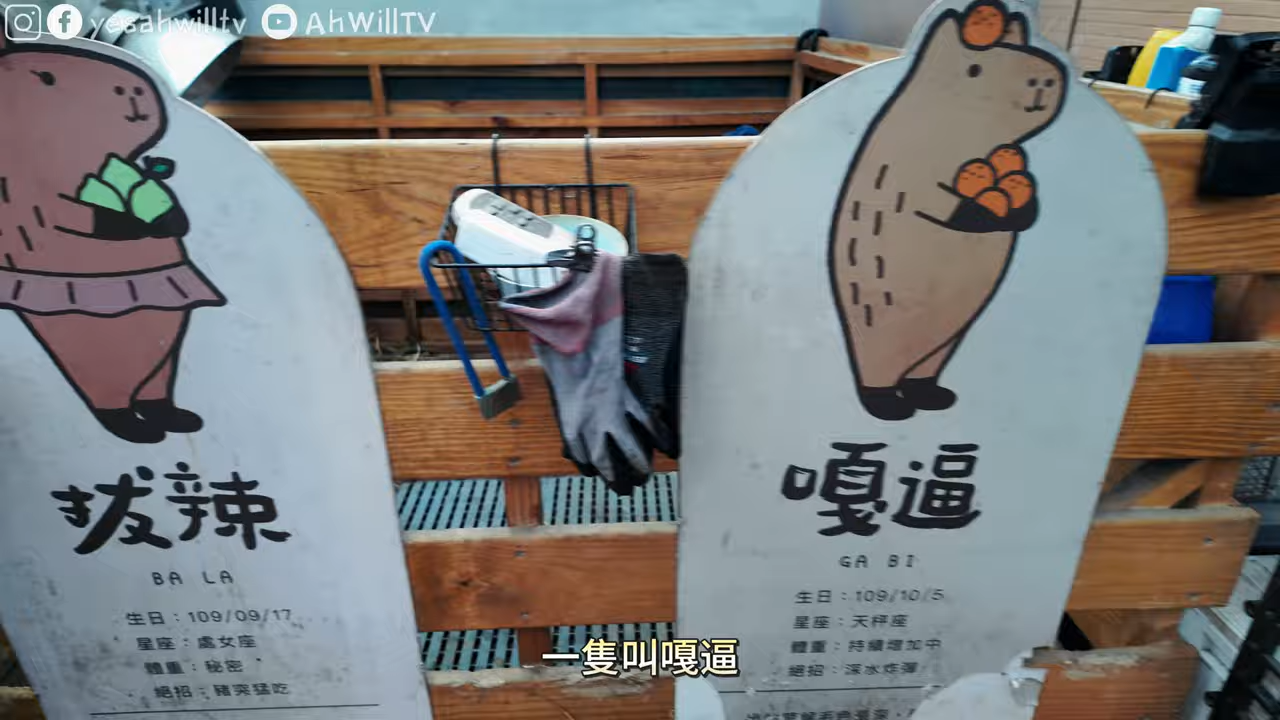 yesahwilltv AhWillTV
拔辣
BA LA
生日：109/09/17
星座：處女座
體重：秘密
絕招：豬突猛吃
嘎逼
GA BI
生日：109/10/5
星座：天秤座
體重：持續增加中
絕招：深水炸彈
一隻叫嘎逼